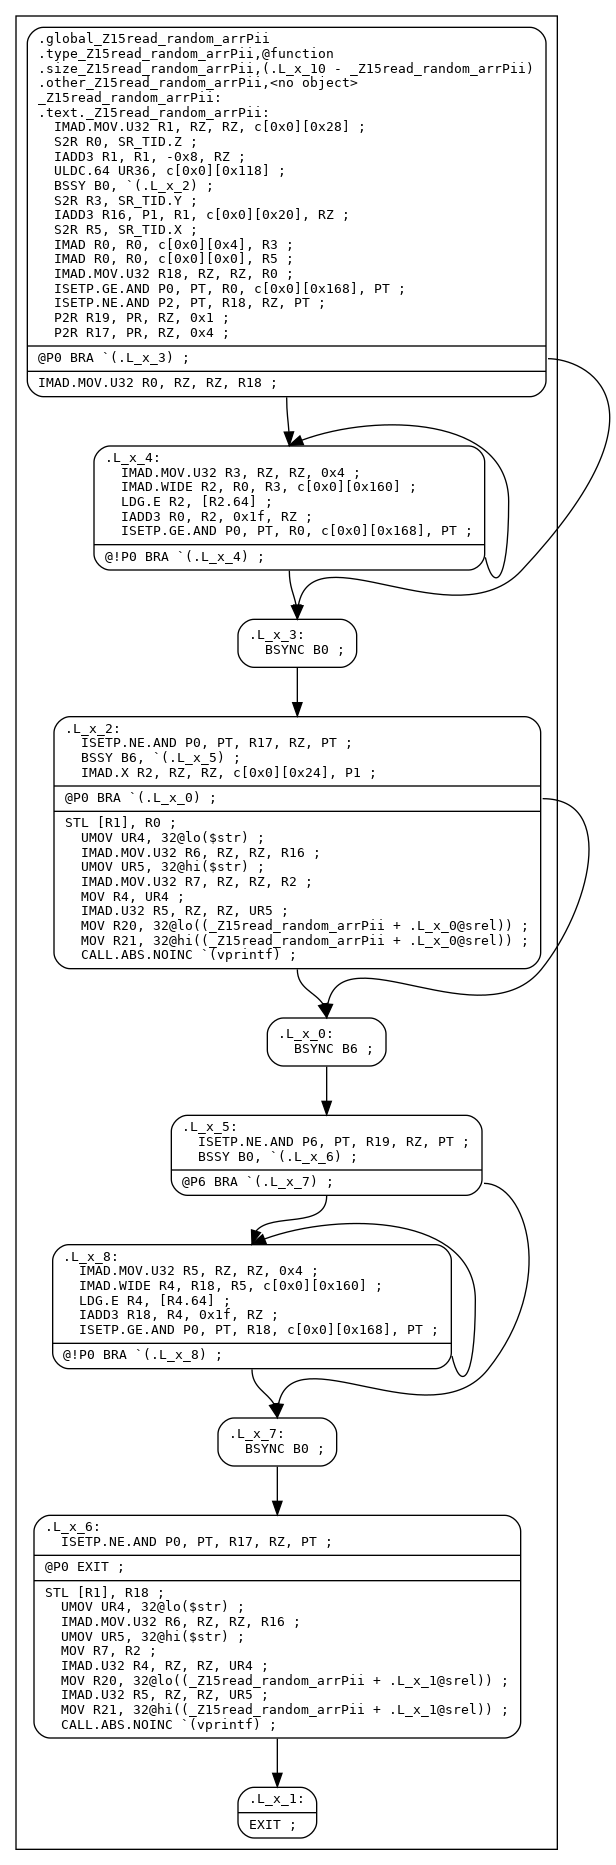 .global_Z15read_random_arrPii
.type_Z15read_random_arrPii,@function
.size_Z15read_random_arrPii,(.L_x_10 - _Z15read_random_arrPii)
.other_Z15read_random_arrPii,<no object>
_Z15read_random_arrPii:
.text._Z15read_random_arrPii:
IMAD.MOV.U32 R1, RZ, RZ, c[0x0][0x28] ;
S2R R0, SR_TID.Z ;
IADD3 R1, R1, -0x8, RZ ;
ULDC.64 UR36, c[0x0][0x118] ;
BSSY B0, `(.L_x_2) ;
S2R R3, SR_TID.Y ;
IADD3 R16, P1, R1, c[0x0][0x20], RZ ;
S2R R5, SR_TID.X ;
IMAD R0, R0, c[0x0][0x4], R3 ;
IMAD R0, R0, c[0x0][0x0], R5 ;
IMAD.MOV.U32 R18, RZ, RZ, R0 ;
ISETP.GE.AND P0, PT, R0, c[0x0][0x168], PT ;
ISETP.NE.AND P2, PT, R18, RZ, PT ;
P2R R19, PR, RZ, 0x1 ;
P2R R17, PR, RZ, 0x4 ;
@P0 BRA `(.L_x_3) ;
IMAD.MOV.U32 R0, RZ, RZ, R18 ;
.L_x_4:
IMAD.MOV.U32 R3, RZ, RZ, 0x4 ;
IMAD.WIDE R2, R0, R3, c[0x0][0x160] ;
LDG.E R2, [R2.64] ;
IADD3 R0, R2, 0x1f, RZ ;
ISETP.GE.AND P0, PT, R0, c[0x0][0x168], PT ;
@!P0 BRA `(.L_x_4) ;
.L_x_3:
BSYNC B0 ;
.L_x_2:
ISETP.NE.AND P0, PT, R17, RZ, PT ;
BSSY B6, `(.L_x_5) ;
IMAD.X R2, RZ, RZ, c[0x0][0x24], P1 ;
@P0 BRA `(.L_x_0) ;
STL [R1], R0 ;
UMOV UR4, 32@lo($str) ;
IMAD.MOV.U32 R6, RZ, RZ, R16 ;
UMOV UR5, 32@hi($str) ;
IMAD.MOV.U32 R7, RZ, RZ, R2 ;
MOV R4, UR4 ;
IMAD.U32 R5, RZ, RZ, UR5 ;
MOV R20, 32@lo((_Z15read_random_arrPii + .L_x_0@srel)) ;
MOV R21, 32@hi((_Z15read_random_arrPii + .L_x_0@srel)) ;
CALL.ABS.NOINC `(vprintf) ;
.L_x_0:
BSYNC B6 ;
.L_x_5:
ISETP.NE.AND P6, PT, R19, RZ, PT ;
BSSY B0, `(.L_x_6) ;
@P6 BRA `(.L_x_7) ;
.L_x_8:
IMAD.MOV.U32 R5, RZ, RZ, 0x4 ;
IMAD.WIDE R4, R18, R5, c[0x0][0x160] ;
LDG.E R4, [R4.64] ;
IADD3 R18, R4, 0x1f, RZ ;
ISETP.GE.AND P0, PT, R18, c[0x0][0x168], PT ;
@!P0 BRA `(.L_x_8) ;
.L_x_7:
BSYNC B0 ;
.L_x_6:
ISETP.NE.AND P0, PT, R17, RZ, PT ;
@P0 EXIT ;
STL [R1], R18 ;
UMOV UR4, 32@lo($str) ;
IMAD.MOV.U32 R6, RZ, RZ, R16 ;
UMOV UR5, 32@hi($str) ;
MOV R7, R2 ;
IMAD.U32 R4, RZ, RZ, UR4 ;
MOV R20, 32@lo((_Z15read_random_arrPii + .L_x_1@srel)) ;
IMAD.U32 R5, RZ, RZ, UR5 ;
MOV R21, 32@hi((_Z15read_random_arrPii + .L_x_1@srel)) ;
CALL.ABS.NOINC `(vprintf) ;
.L_x_1:
EXIT ;